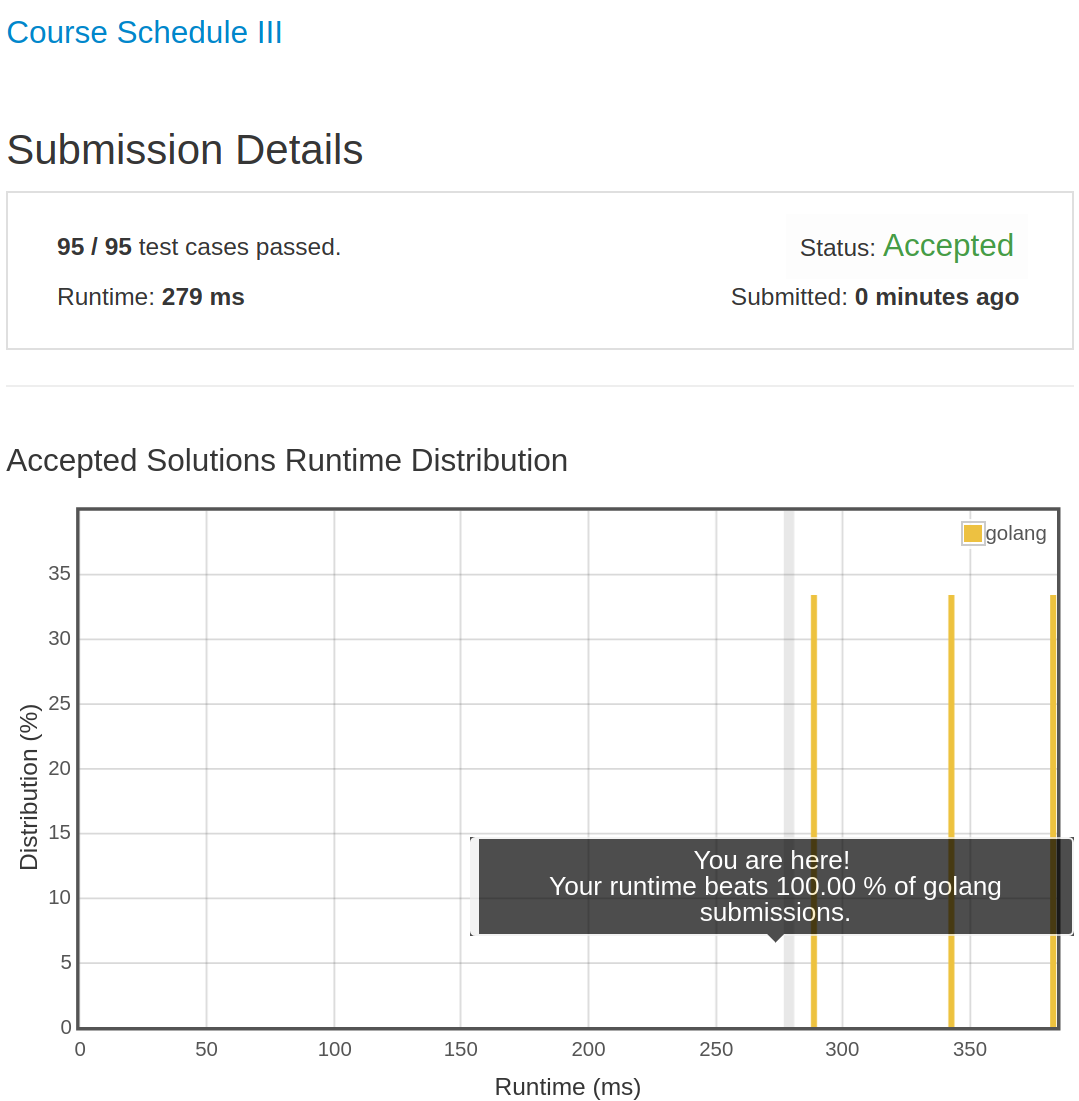 Course Schedule III
Submission Details
95 / 95 test cases passed.
Status: Accepted
Runtime: 279 ms
Submitted: 0 minutes ago
Accepted Solutions Runtime Distribution
golang
35
30
25
20
15
10
5
0
Distribution (%)
You are here!
Your runtime beats 100.00 % of golang
submissions.
0 50 100 150 200 250 300 350
Runtime (ms)